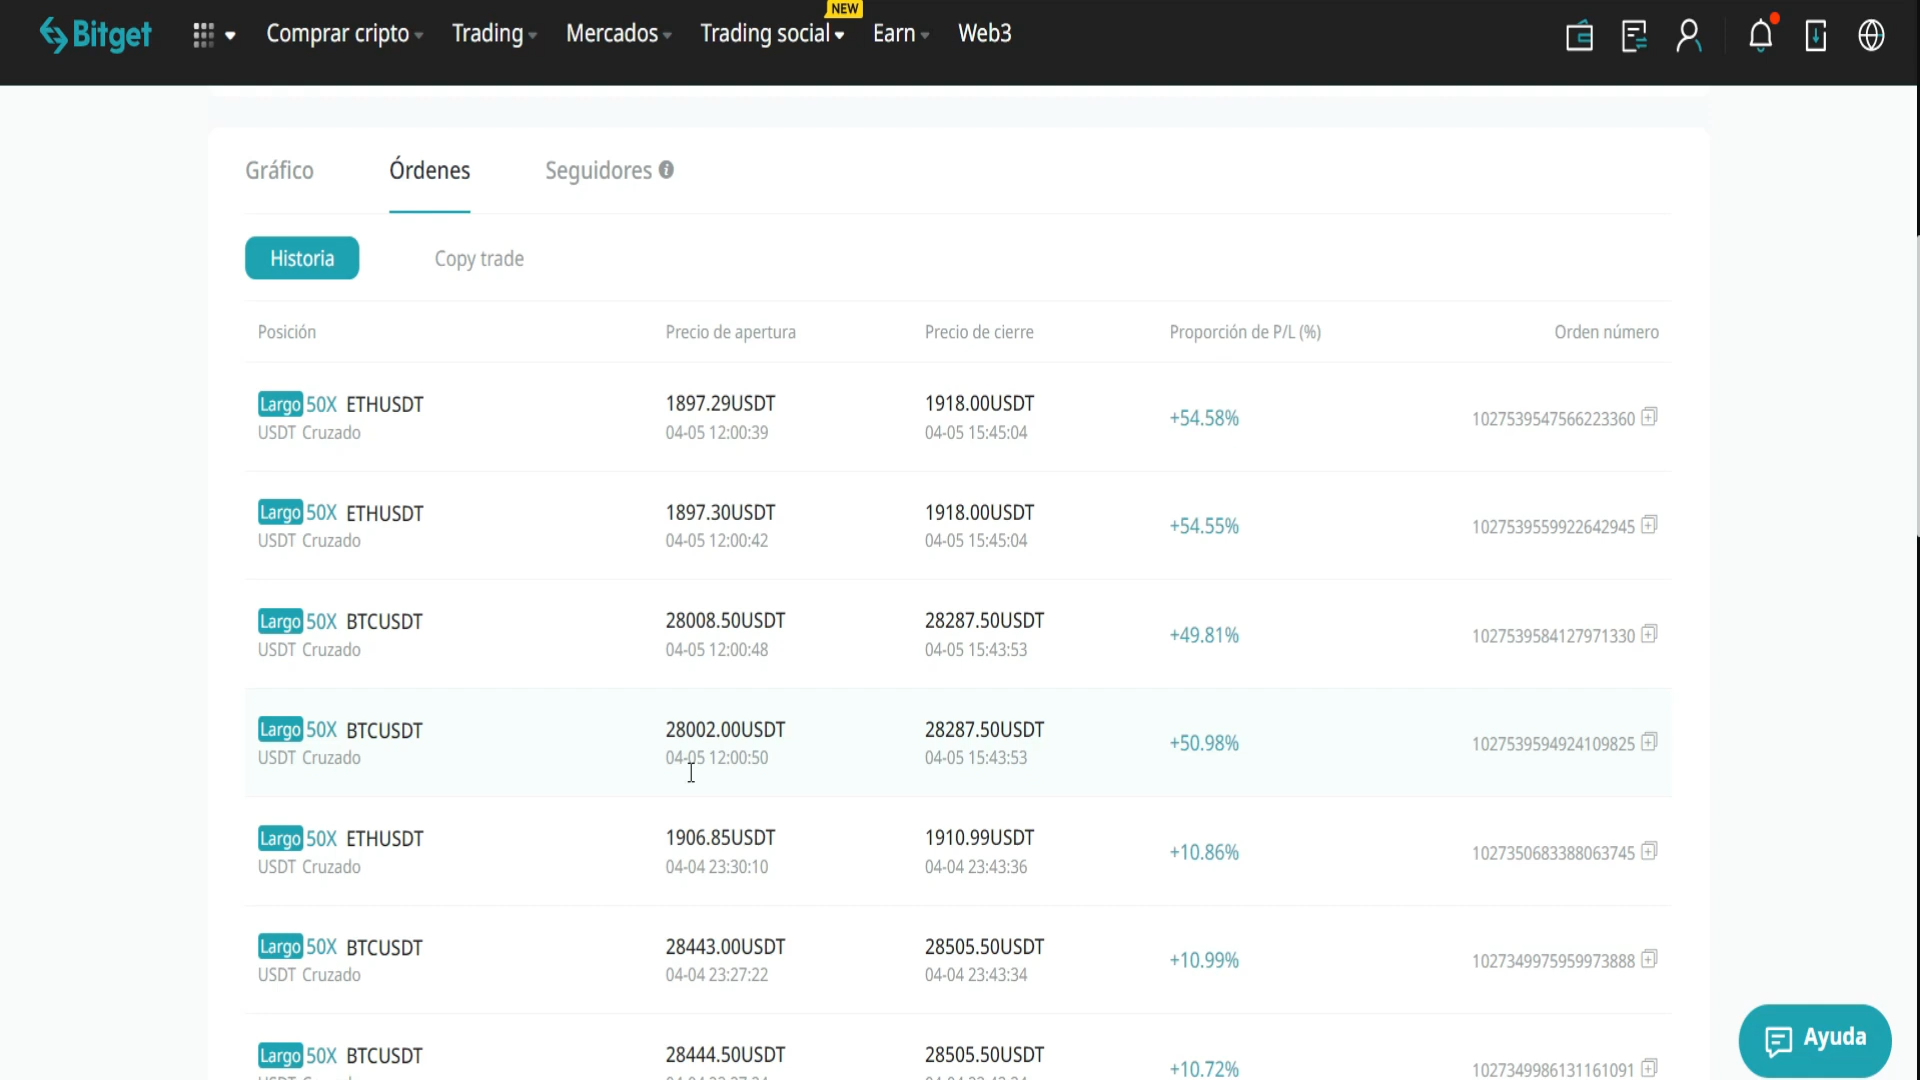 Bitget Comprar cripto Trading Mercados Trading social NEW Earn Web3
Gráfico Órdenes Seguidores
Historia Copy trade
Posición Precio de apertura Precio de cierre Proporción de P/L (%) Orden número
Largo 50X ETHUSDT 1897.29USDT 1918.00USDT +54.58% 1027539547566223360
USDT Cruzado 04-05 12:00:39 04-05 15:45:04
Largo 50X ETHUSDT 1897.30USDT 1918.00USDT +54.55% 1027539559922642945
USDT Cruzado 04-05 12:00:42 04-05 15:45:04
Largo 50X BTCUSDT 28008.50USDT 28287.50USDT +49.81% 1027539584127971330
USDT Cruzado 04-05 12:00:48 04-05 15:43:53
Largo 50X BTCUSDT 28002.00USDT 28287.50USDT +50.98% 1027539594924109825
USDT Cruzado 04-05 12:00:50 04-05 15:43:53
Largo 50X ETHUSDT 1906.85USDT 1910.99USDT +10.86% 1027350683388063745
USDT Cruzado 04-04 23:30:10 04-04 23:43:36
Largo 50X BTCUSDT 28443.00USDT 28505.50USDT +10.99% 1027349975959973888
USDT Cruzado 04-04 23:27:22 04-04 23:43:34
Largo 50X BTCUSDT 28444.50USDT 28505.50USDT +10.72% 1027349986131161091
Ayuda